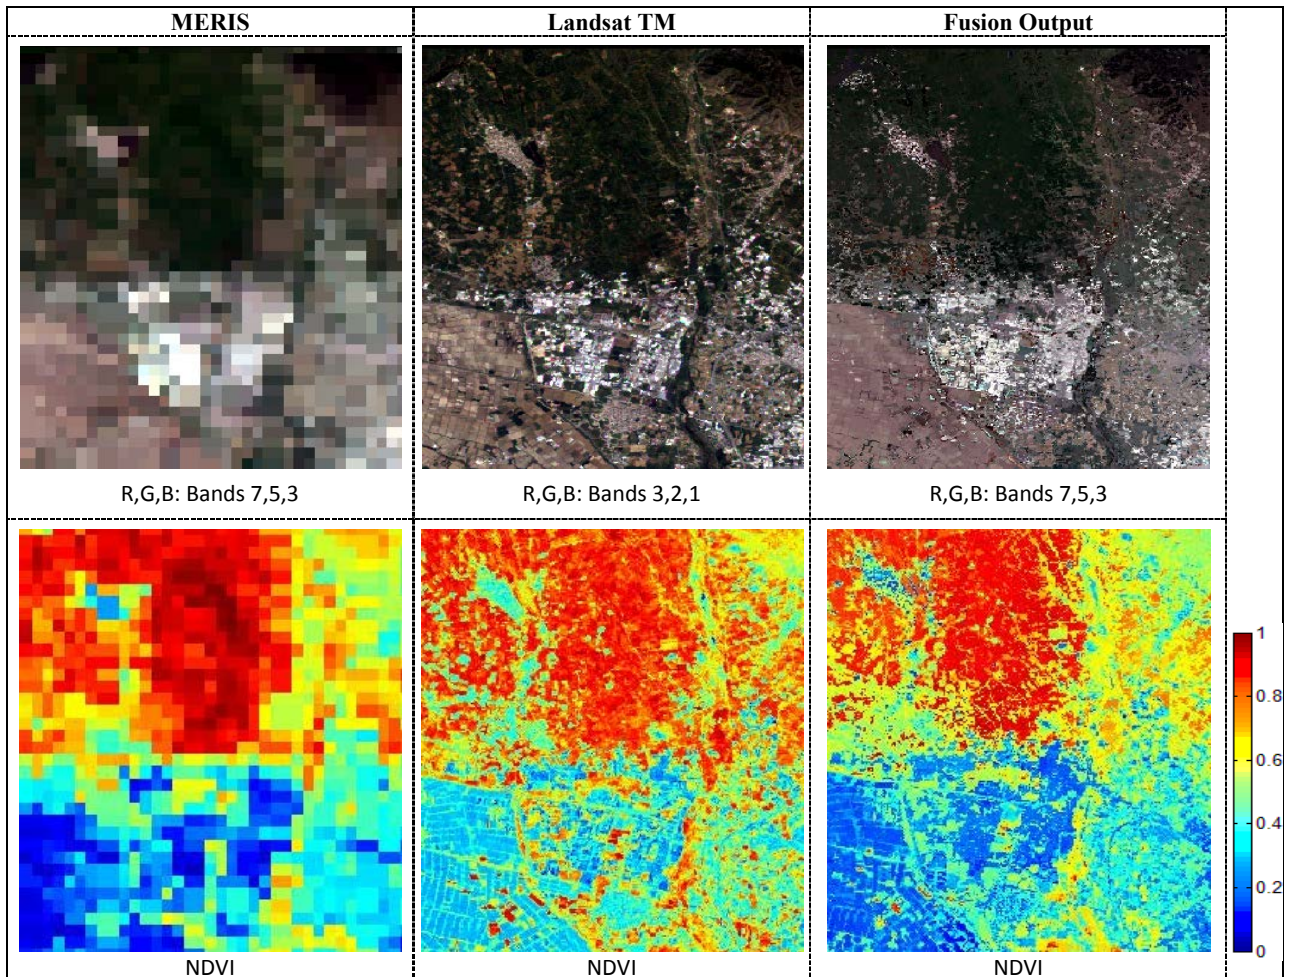 MERIS Landsat TM Fusion Output
R,G,B: Bands 7,5,3 R,G,B: Bands 3,2,1 R,G,B: Bands 7,5,3
1
0.8
0.6
0.4
0.2
0
NDVI NDVI NDVI